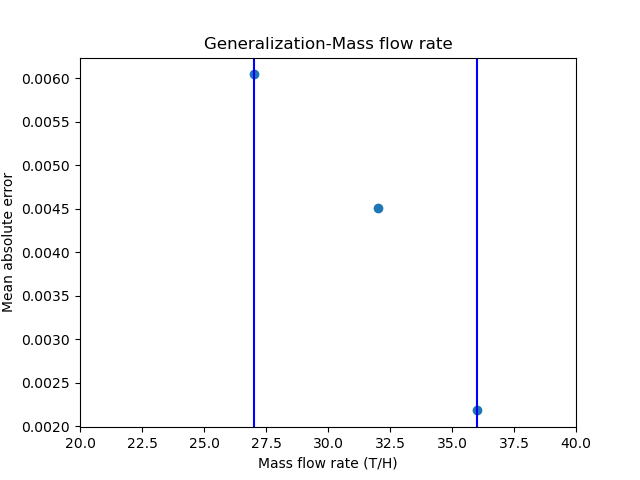 Generalization-Mass flow rate
0.0060
0.0055
0.0050
0.0045
0.0040
0.0035
0.0030
0.0025
0.0020
Mean absolute error
20.0 22.5 25.0 27.5 30.0 32.5 35.0 37.5 40.0
Mass flow rate (T/H)